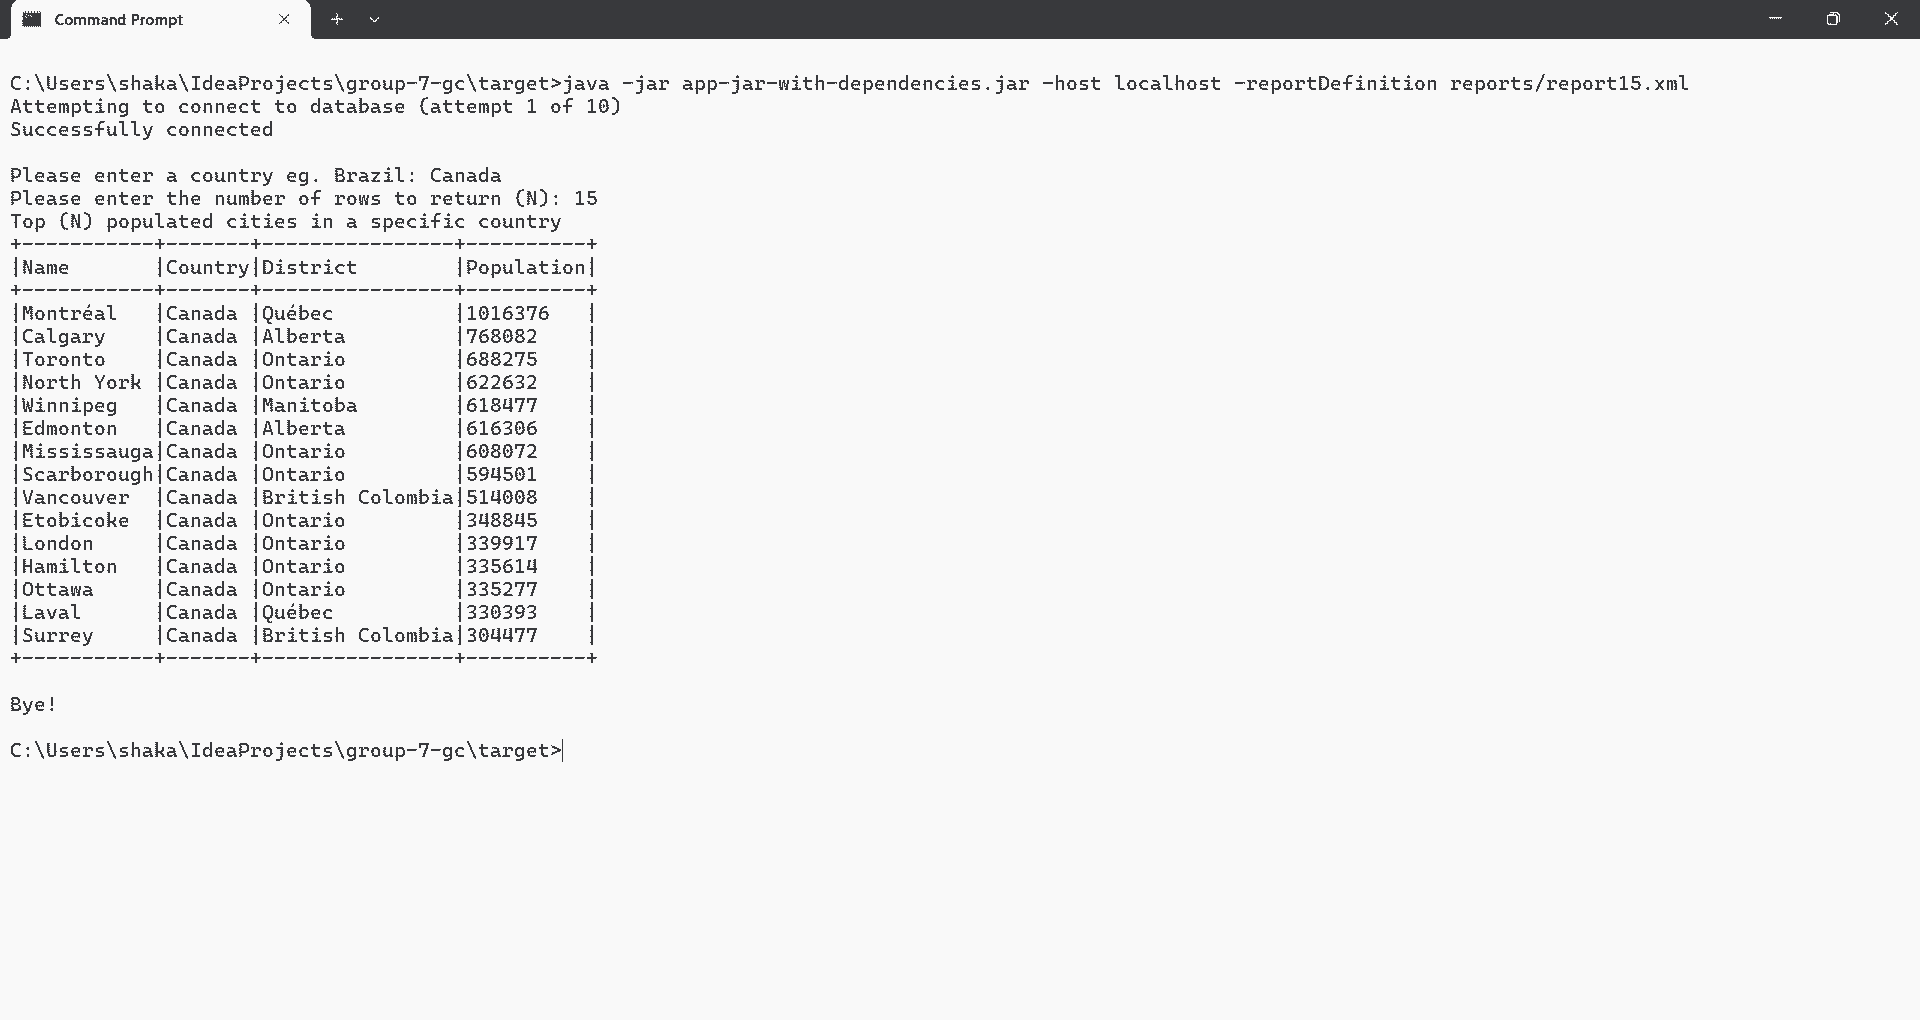 Command Prompt
C:\Users\shaka\IdeaProjects\group-7-gc\target>java -jar app-jar-with-dependencies.jar -host localhost -reportDefinition reports/report15.xml
Attempting to connect to database (attempt 1 of 10)
Successfully connected
Please enter a country eg. Brazil: Canada
Please enter the number of rows to return (N): 15
Top (N) populated cities in a specific country
+-----------+-------+----------------+----------+
|Name       |Country|District        |Population|
+-----------+-------+----------------+----------+
|Montréal   |Canada |Québec          |1016376   |
|Calgary    |Canada |Alberta         |768082    |
|Toronto    |Canada |Ontario         |688275    |
|North York |Canada |Ontario         |622632    |
|Winnipeg   |Canada |Manitoba        |618477    |
|Edmonton   |Canada |Alberta         |616306    |
|Mississauga|Canada |Ontario         |608072    |
|Scarborough|Canada |Ontario         |594501    |
|Vancouver  |Canada |British Colombia|514008    |
|Etobicoke  |Canada |Ontario         |348845    |
|London     |Canada |Ontario         |339917    |
|Hamilton   |Canada |Ontario         |335614    |
|Ottawa     |Canada |Ontario         |335277    |
|Laval      |Canada |Québec          |330393    |
|Surrey     |Canada |British Colombia|304477    |
+-----------+-------+----------------+----------+
Bye!
C:\Users\shaka\IdeaProjects\group-7-gc\target>